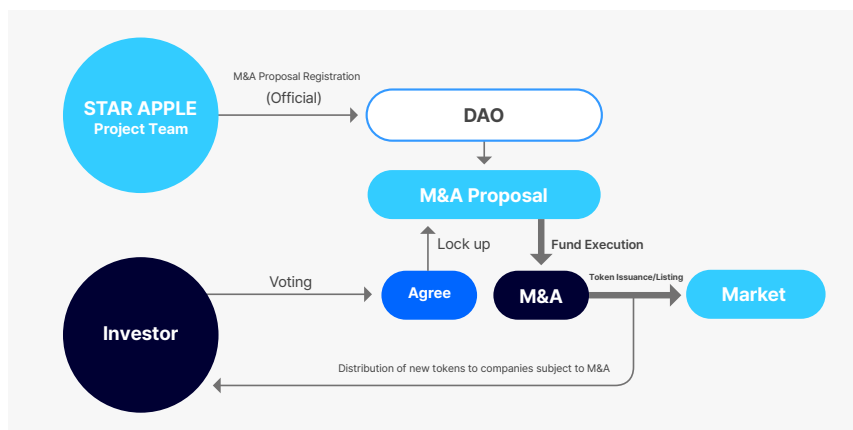 M&A Proposal Registration
(Official)
STAR APPLE
Project Team
DAO
M&A Proposal
Lock up
Fund Execution
Voting
Agree
M&A
Token Issuance/Listing
Market
Investor
Distribution of new tokens to companies subject to M&A